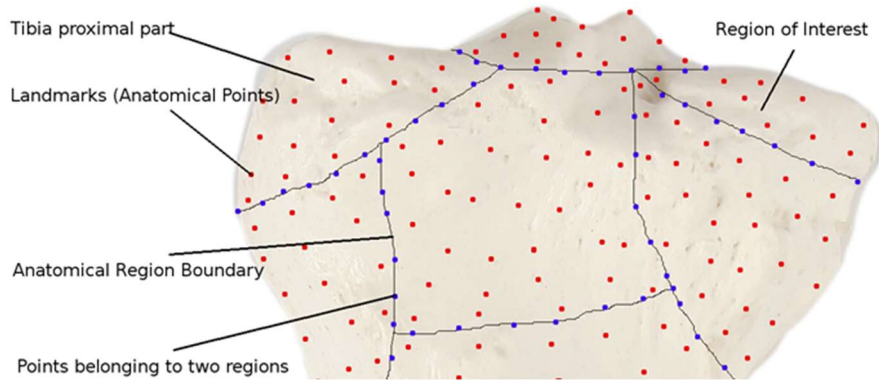 Tibia proximal part
Region of Interest
Landmarks (Anatomical Points)
Anatomical Region Boundary
Points belonging to two regions